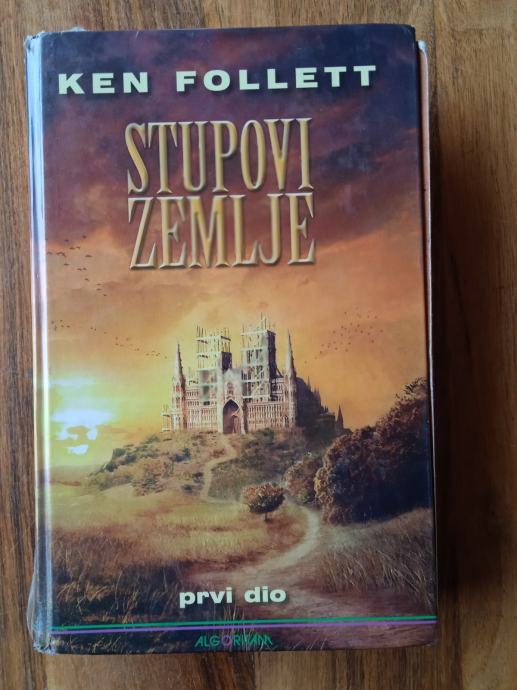 KEN FOLLETT
STUPOVI
ZEMLJE
prvi dio
ALGORITAM